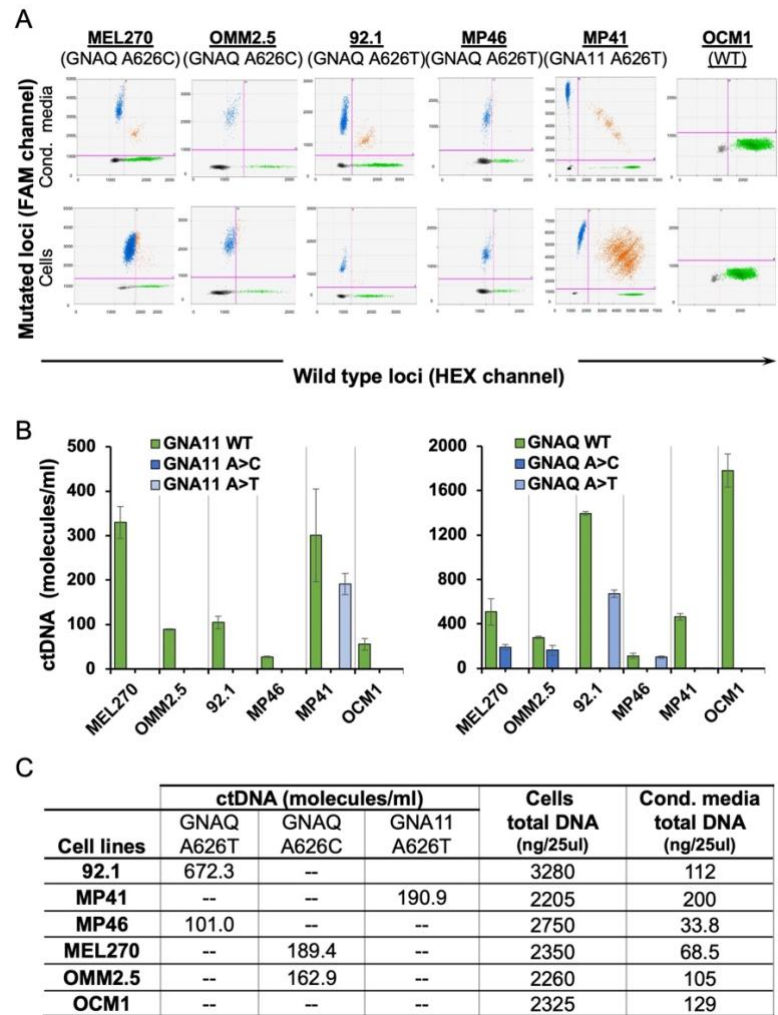 A
MEL270 OMM2.5 92.1 MP46 MP41 OCM1
(GNAQ A626C) (GNAQ A626C) (GNAQ A626T) (GNAQ A626T) (GNA11 A626T) (WT)
Mutated loci (FAM channel)
Cond. media
Cells
Wild type loci (HEX channel)
B
ctDNA (molecules/ml)
GNA11 WT
GNA11 A>C
GNA11 A>T
500
400
300
200
100
0
MEL270 OMM2.5 92.1 MP46 MP41 OCM1
GNAQ WT
GNAQ A>C
GNAQ A>T
2000
1600
1200
800
400
0
MEL270 OMM2.5 92.1 MP46 MP41 OCM1
C
ctDNA (molecules/ml) Cells Cond. media
GNAQ GNAQ GNA11 total DNA total DNA
Cell lines A626T A626C A626T (ng/25ul) (ng/25ul)
92.1 672.3 -- 3280 112
MP41 -- -- 190.9 2205 200
MP46 101.0 -- -- 2750 33.8
MEL270 -- 189.4 -- 2350 68.5
OMM2.5 -- 162.9 -- 2260 105
OCM1 -- -- -- 2325 129